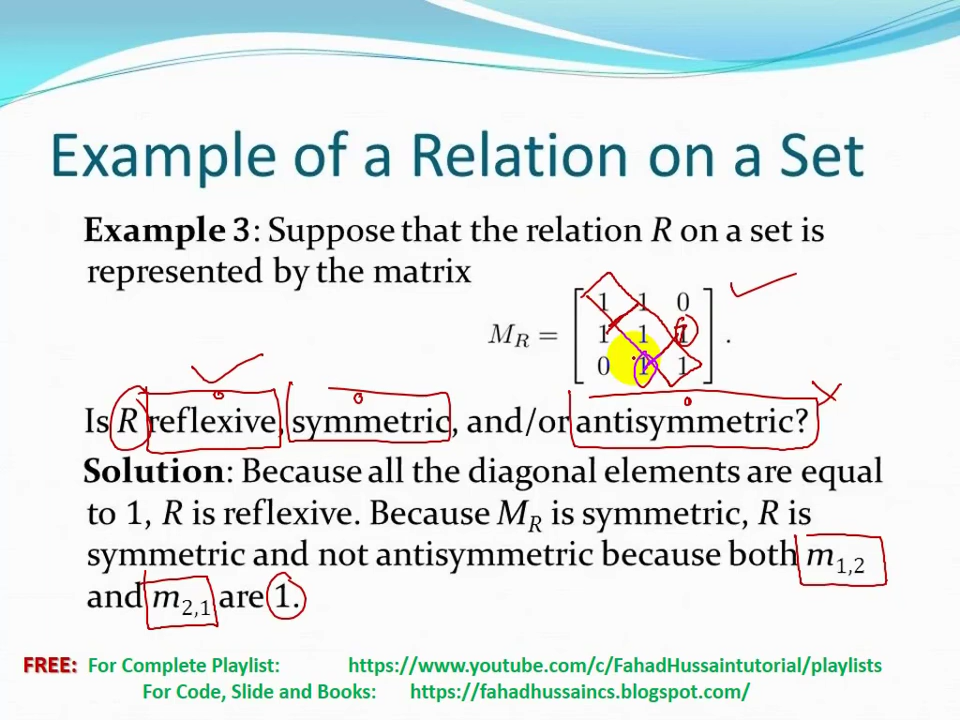 Example of a Relation on a Set
Example 3: Suppose that the relation R on a set is
represented by the matrix
1 1 0
M_R = [ 1 1 1 ] .
0 1 1
Is R reflexive, symmetric, and/or antisymmetric?
Solution: Because all the diagonal elements are equal
to 1, R is reflexive. Because M_R is symmetric, R is
symmetric and not antisymmetric because both m_1,2
and m_2,1 are 1.
FREE: For Complete Playlist: https://www.youtube.com/c/FahadHussaintutorial/playlists
For Code, Slide and Books: https://fahadhussaincs.blogspot.com/